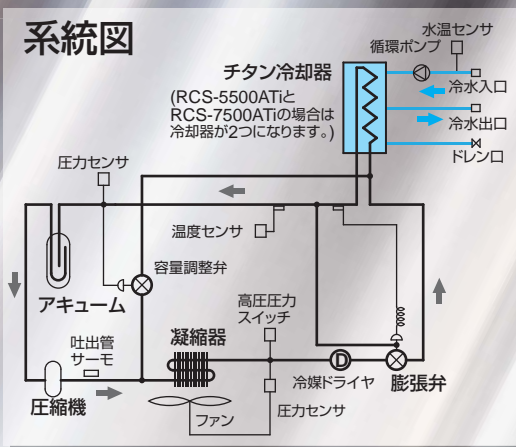 系統図
水温センサ
循環ポンプ
チタン冷却器
(RCS-5500ATiと
RCS-7500ATiの場合は
冷却器が2つになります。)
冷水入口
冷水出口
ドレン口
圧力センサ
温度センサ
容量調整弁
アキューム
高圧圧力
スイッチ
吐出管
サーモ
凝縮器
圧縮機
ファン
圧力センサ
D
冷媒ドライヤ
膨張弁